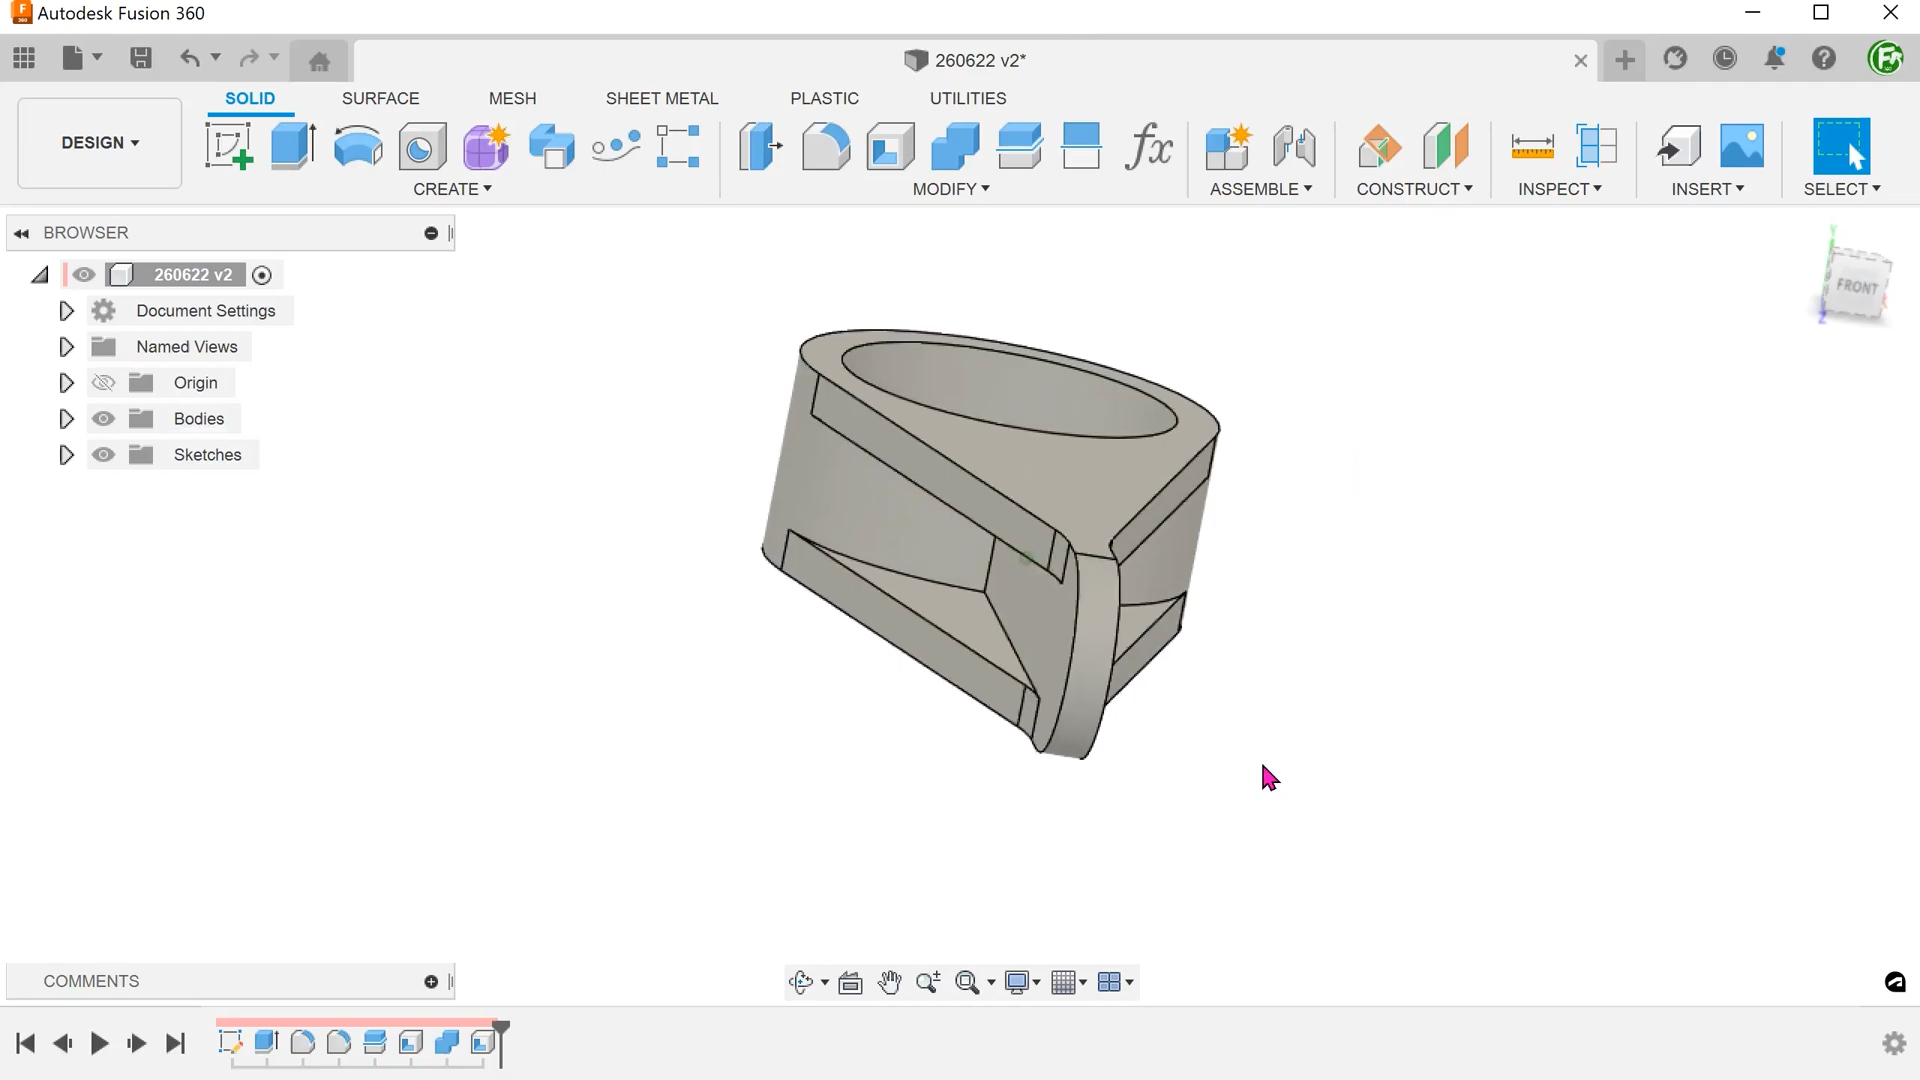 Autodesk Fusion 360
260622 v2*
DESIGN
SOLID
SURFACE
MESH
SHEET METAL
PLASTIC
UTILITIES
fx
CREATE
MODIFY
ASSEMBLE
CONSTRUCT
INSPECT
INSERT
SELECT
BROWSER
260622 v2
Document Settings
Named Views
Origin
Bodies
Sketches
Y
FRONT
Z
COMMENTS